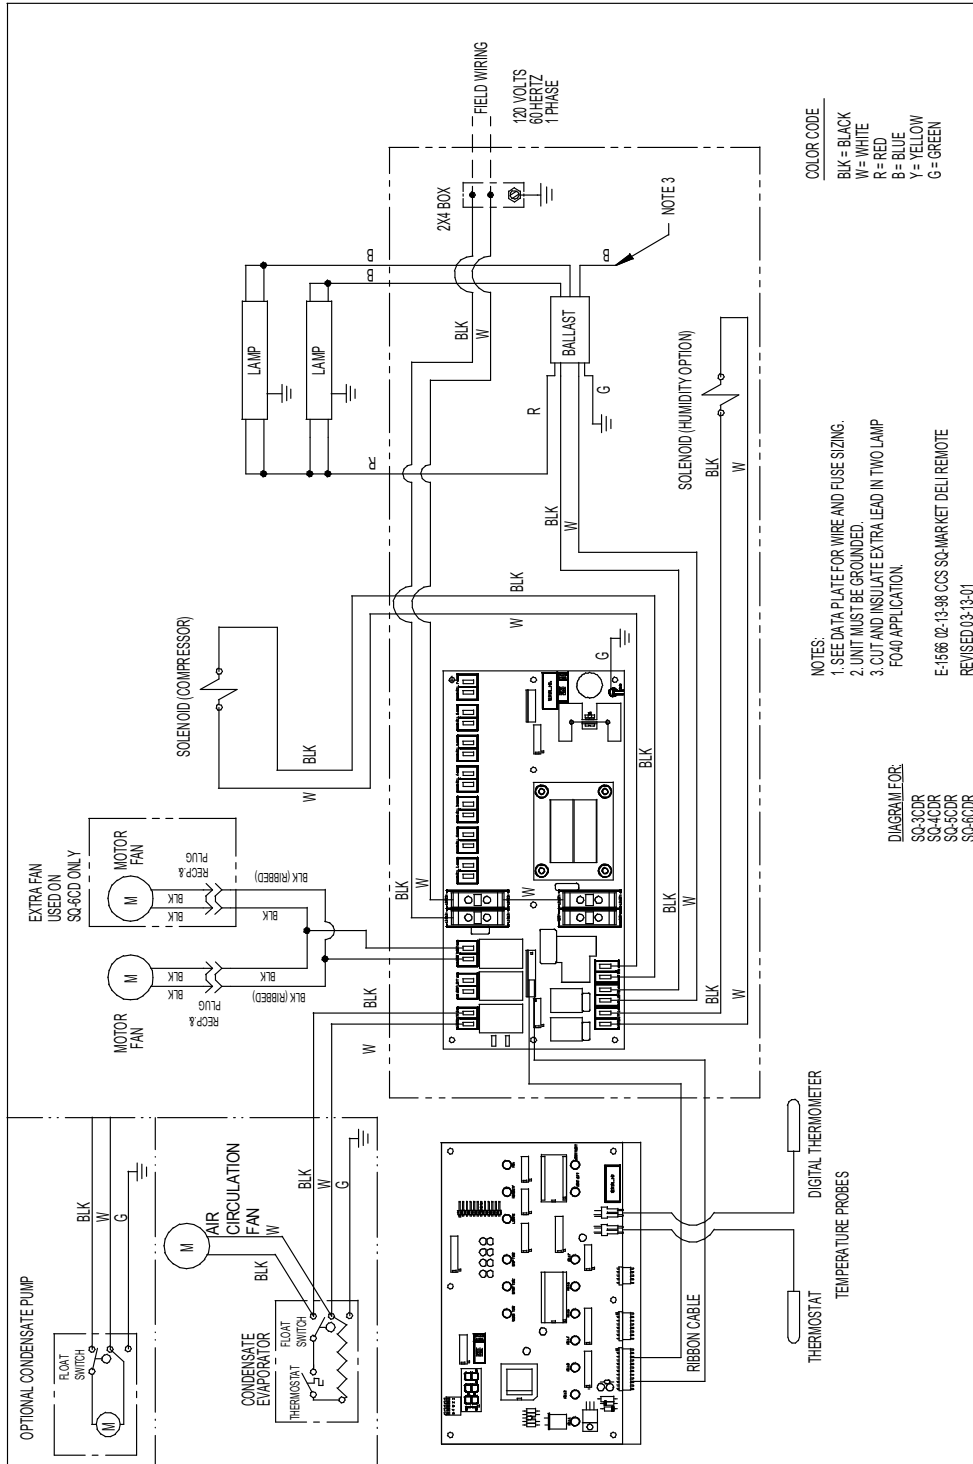 OPTIONAL CONDENSATE PUMP
FLOAT
SWITCH
M
BLK
W
G
M
AIR
CIRCULATION
FAN
BLK
W
CONDENSATE
EVAPORATOR
THERMOSTAT
FLOAT
SWITCH
BLK
W
G
MOTOR
FAN
M
BLK
BLK
RECP.&
PLUG
BLK
BLK (RIBBED)
EXTRA FAN
USED ON
SQ-6CD ONLY
MOTOR
FAN
M
BLK
BLK
RECP.&
PLUG
BLK
BLK (RIBBED)
BLK
W
SOLENOID (COMPRESSOR)
BLK
W
BLK
W
LAMP
LAMP
R
B
B
2X4 BOX
FIELD WIRING
120 VOLTS
60 HERTZ
1 PHASE
BLK
W
BLK
W
W
R
G
BALLAST
B
NOTE 3
BLK
W
G
BLK
BLK
W
SOLENOID (HUMIDITY OPTION)
BLK
W
BLK
W
RIBBON CABLE
THERMOSTAT
DIGITAL THERMOMETER
TEMPERATURE PROBES
COLOR CODE
BLK = BLACK
W = WHITE
R = RED
B = BLUE
Y = YELLOW
G = GREEN
NOTES:
1. SEE DATA PLATE FOR WIRE AND FUSE SIZING.
2. UNIT MUST BE GROUNDED.
3. CUT AND INSULATE EXTRA LEAD IN TWO LAMP
FO40 APPLICATION.
E-1566 02-13-98 CCS SQ-MARKET DELI REMOTE
REVISED 03-13-01
DIAGRAM FOR:
SQ-3CDR
SQ-4CDR
SQ-5CDR
SQ-6CDR